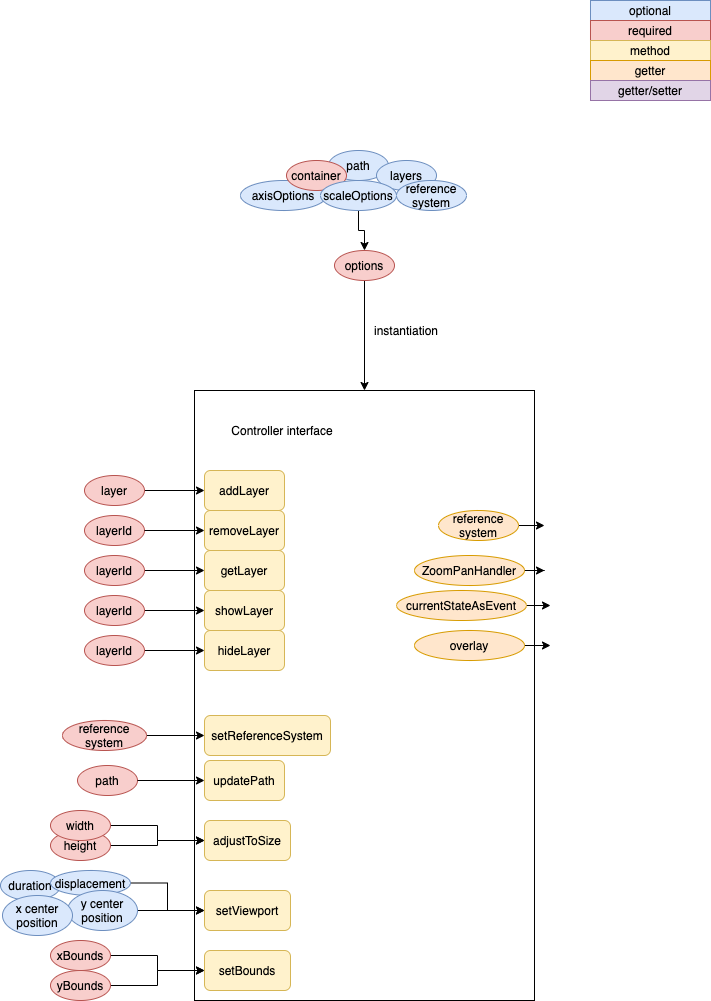 optional
required
method
getter
getter/setter
path
container
layers
axisOptions
scaleOptions
reference
system
options
instantiation
Controller interface
layer
addLayer
layerId
removeLayer
reference
system
layerId
getLayer
ZoomPanHandler
layerId
showLayer
currentStateAsEvent
layerId
hideLayer
overlay
reference
system
setReferenceSystem
path
updatePath
width
height
adjustToSize
duration
displacement
x center
position
y center
position
setViewport
xBounds
yBounds
setBounds